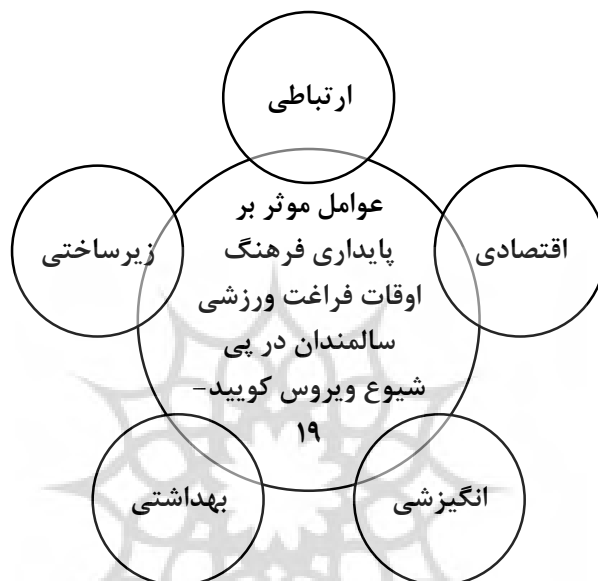 ارتباطی
عوامل موثر بر
پایداری فرهنگ
اوقات فراغت ورزشی
سالمندان در پی
شیوع ویروس کویید-
۱۹
اقتصادی
زیرساختی
انگیزشی
بهداشتی